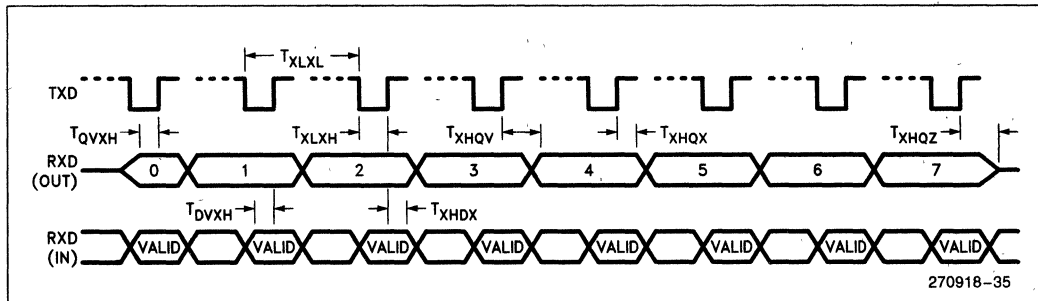 T_XLXL
TXD
T_QVXH T_XLXH T_XHQV T_XHQX T_XHQZ
RXD (OUT) 0 1 2 3 4 5 6 7
T_DVXH T_XHDX
RXD (IN) VALID VALID VALID VALID VALID VALID VALID VALID
270918-35